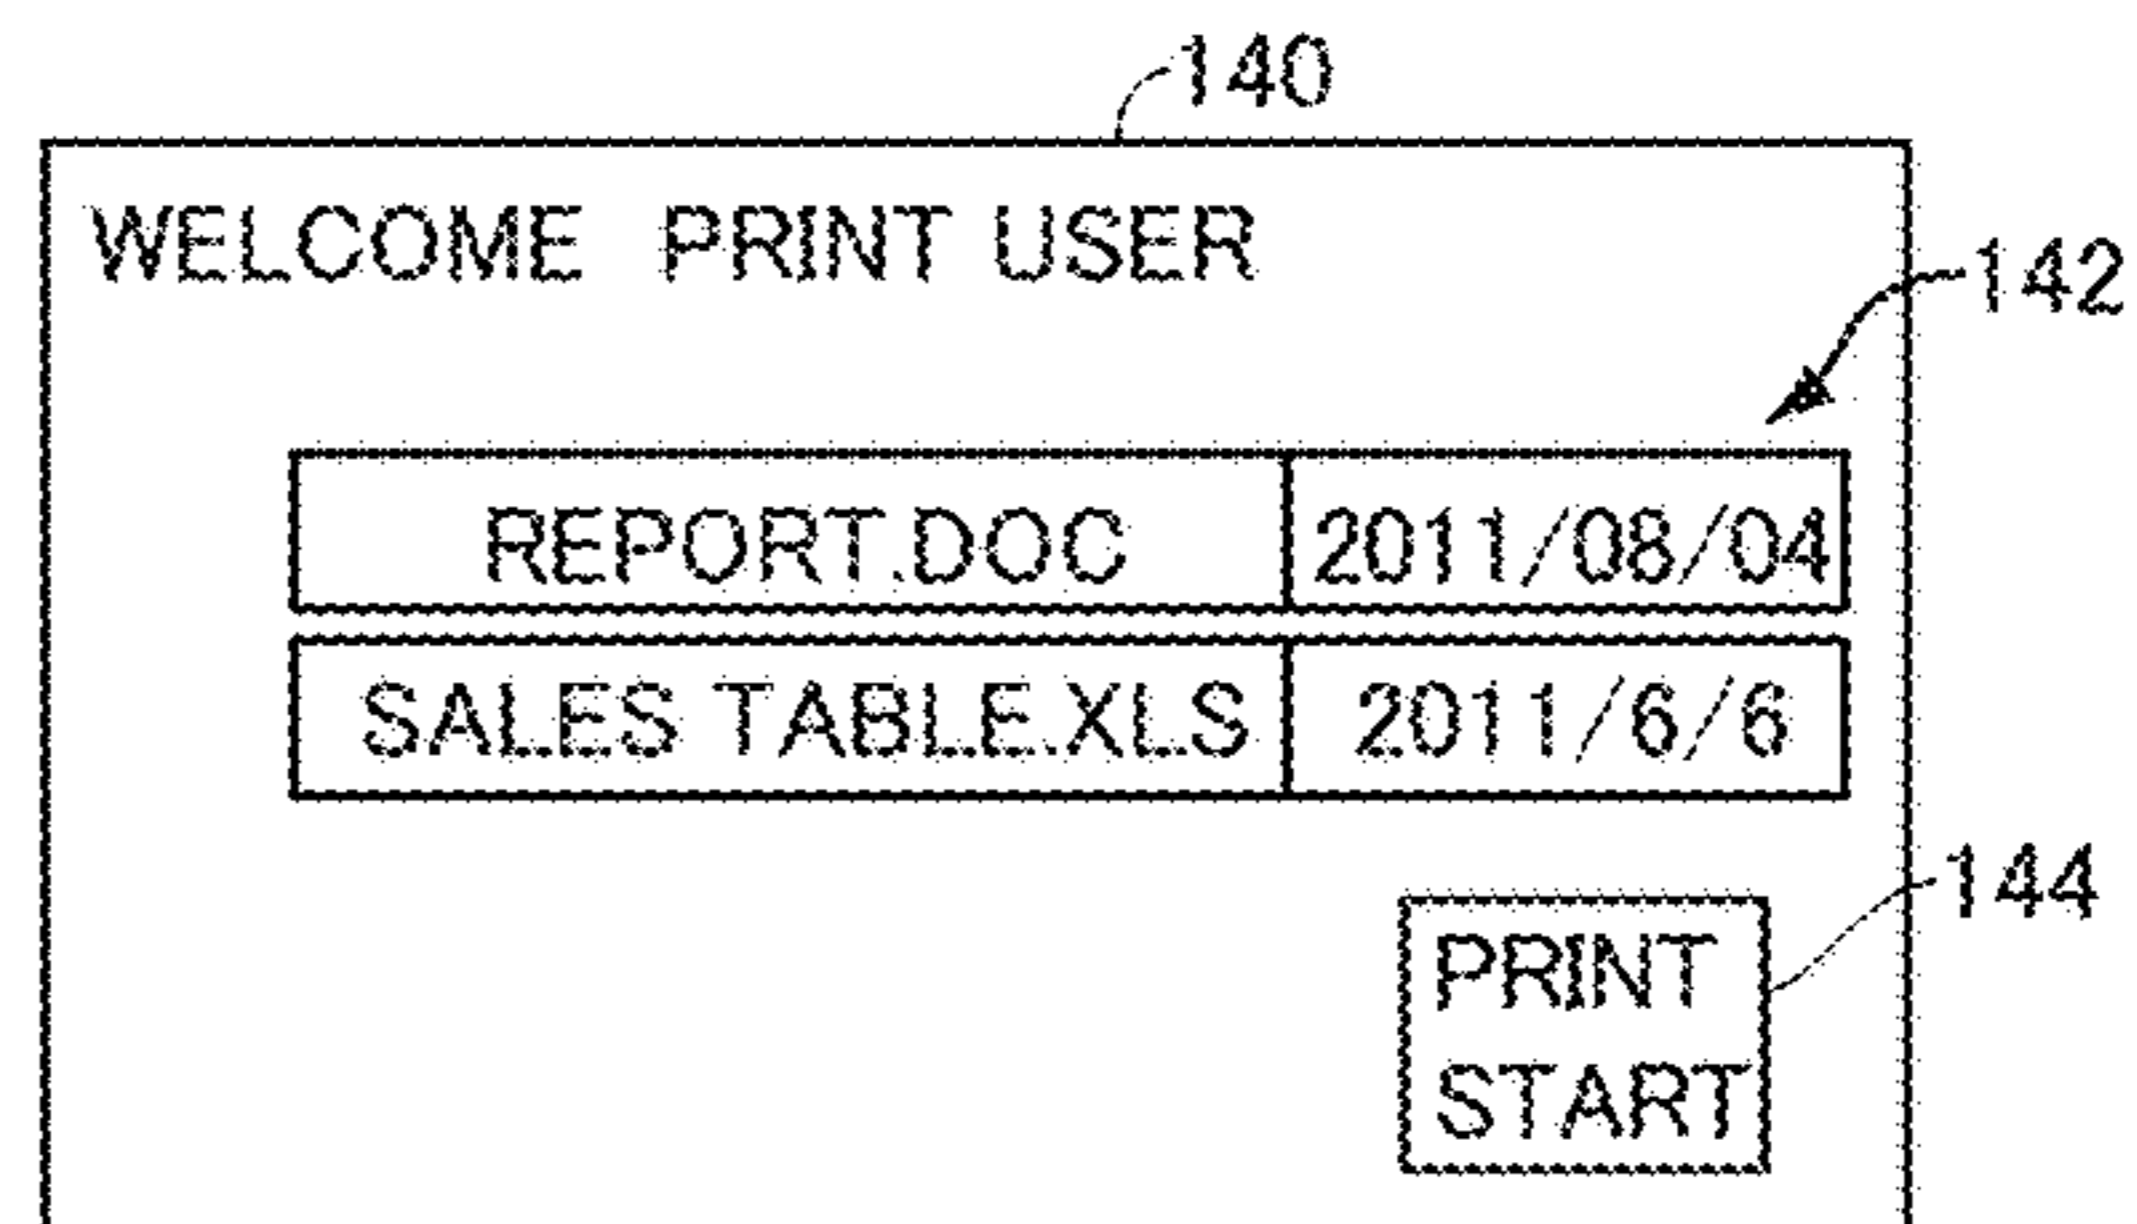 140
WELCOME PRINT USER
142
REPORT.DOC 2011/08/04
SALES TABLE.XLS 2011/6/6
144
PRINT
START